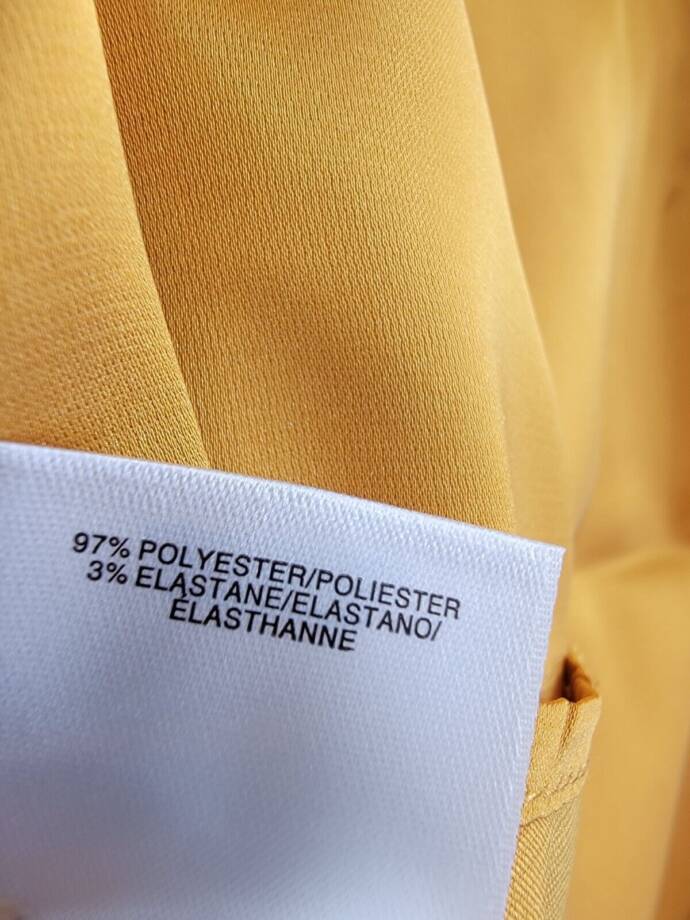 97% POLYESTER/POLIESTER
3% ELASTANE/ELASTANO/
ÉLASTHANNE